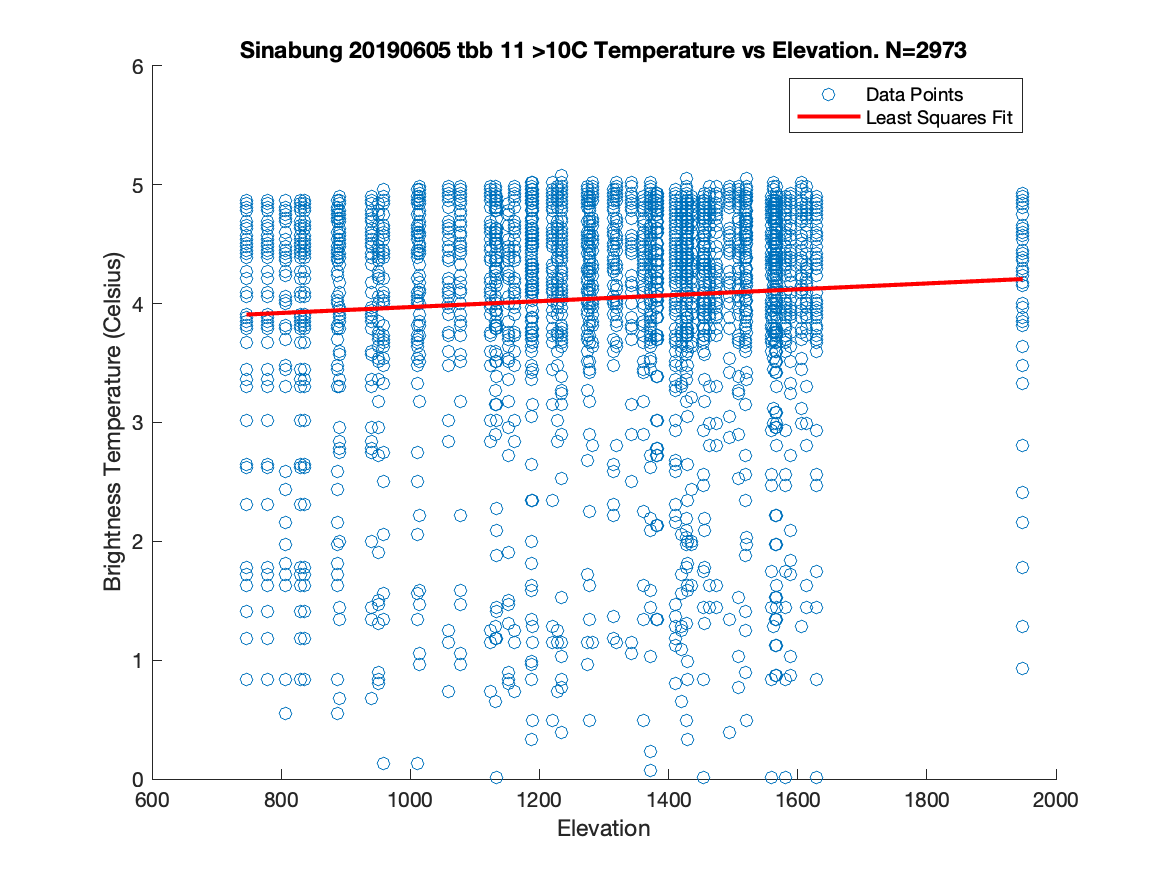 Sinabung 20190605 tbb 11 >10C Temperature vs Elevation. N=2973
Data Points
Least Squares Fit
Brightness Temperature (Celsius)
6
5
4
3
2
1
0
600 800 1000 1200 1400 1600 1800 2000
Elevation